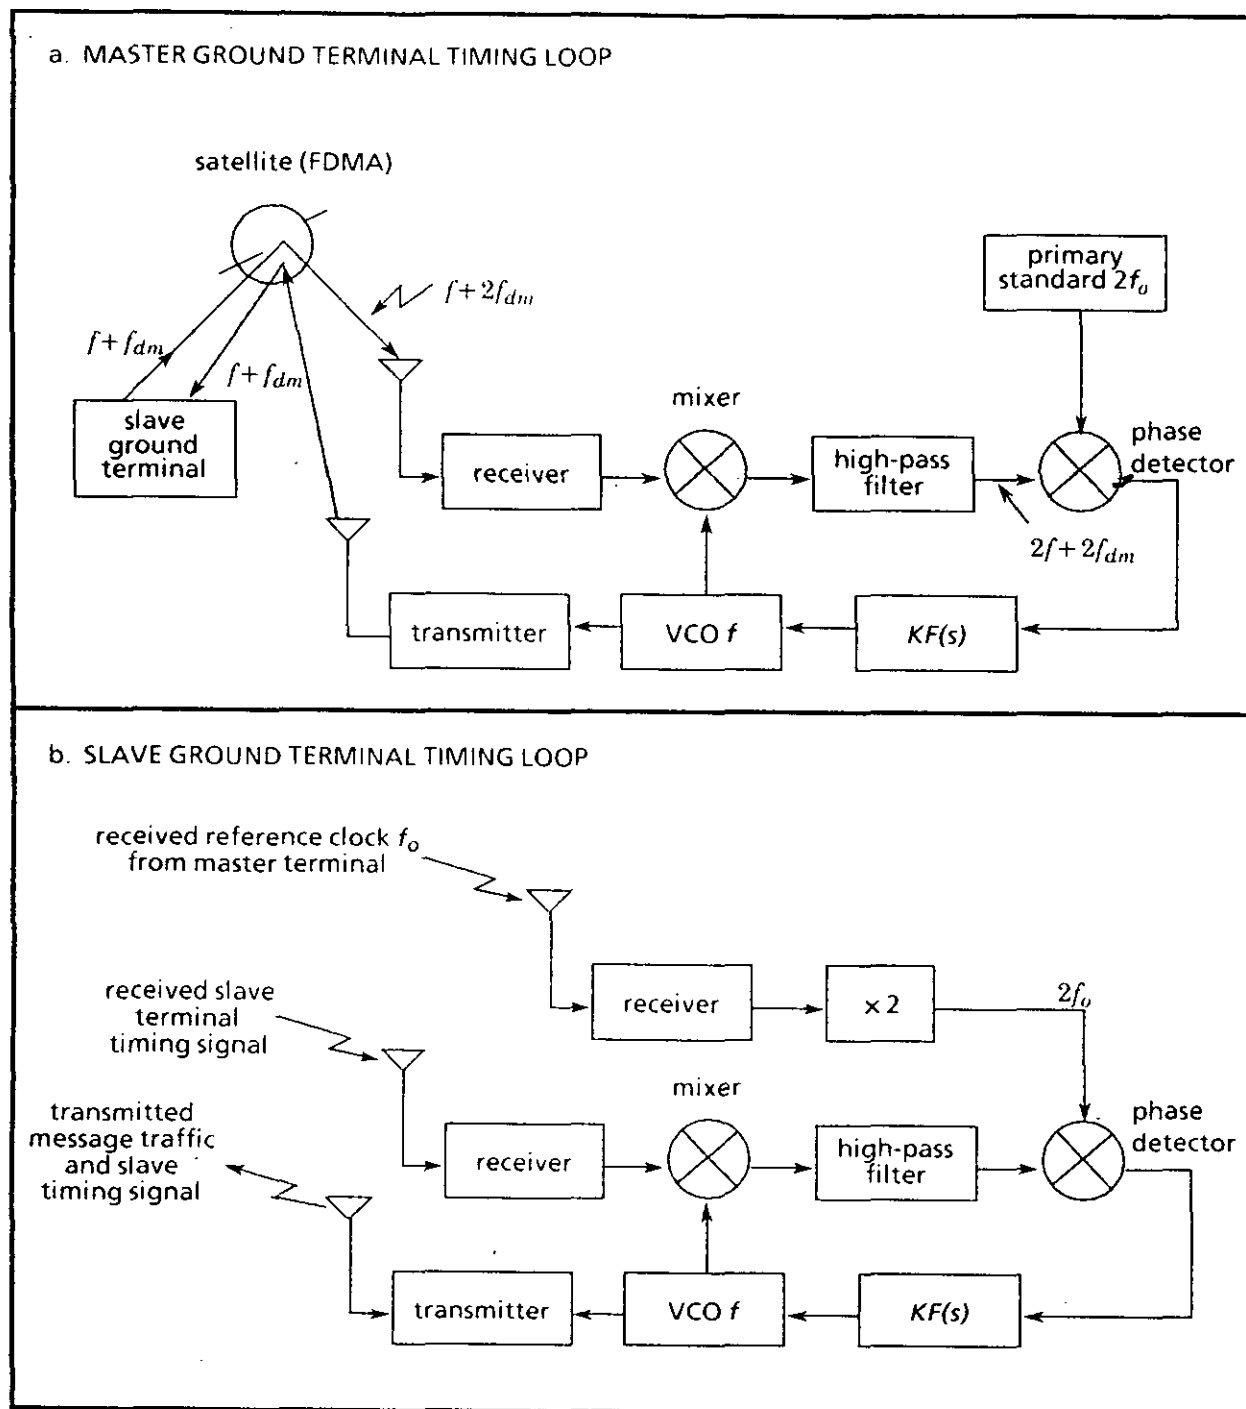 a. MASTER GROUND TERMINAL TIMING LOOP
satellite (FDMA)
f + 2f_dm
primary
standard 2f_o
f + f_dm
f + f_dm
slave
ground
terminal
mixer
phase
detector
receiver
high-pass
filter
2f + 2f_dm
transmitter
VCO f
KF(s)
b. SLAVE GROUND TERMINAL TIMING LOOP
received reference clock f_o
from master terminal
received slave
terminal
timing signal
receiver
× 2
2f_o
transmitted
message traffic
and slave
timing signal
mixer
phase
detector
receiver
high-pass
filter
transmitter
VCO f
KF(s)